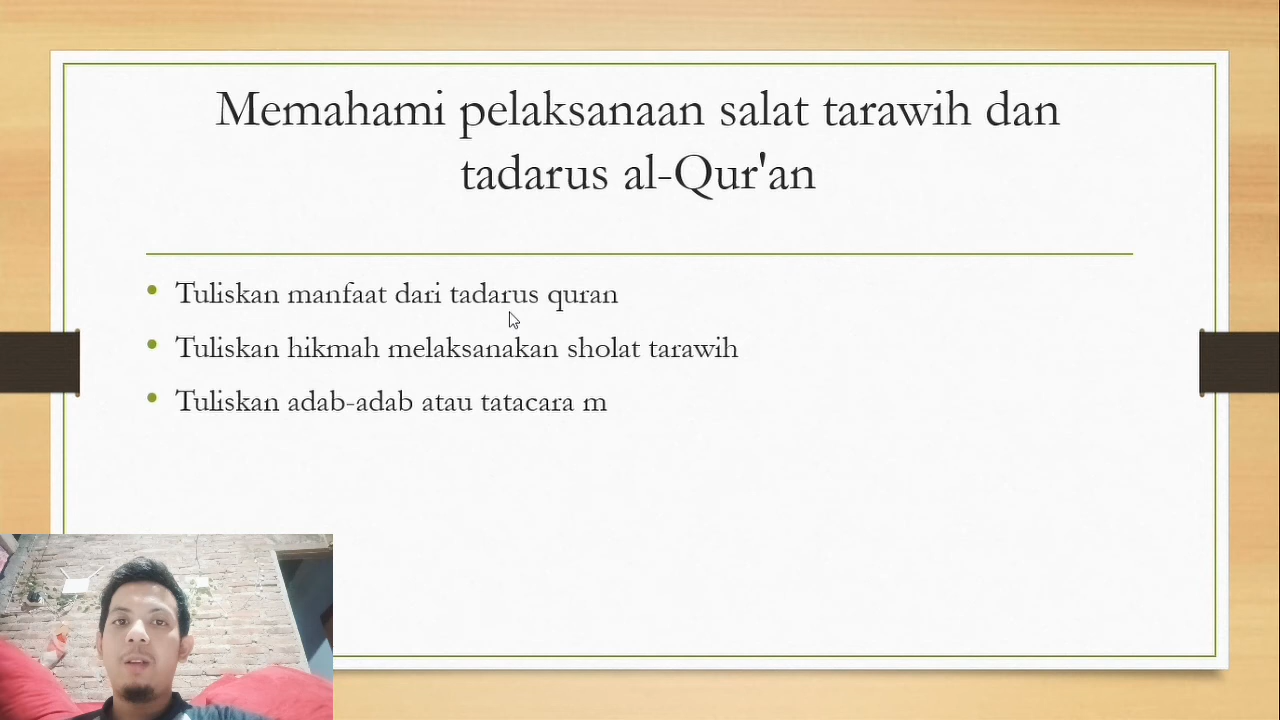 Memahami pelaksanaan salat tarawih dan
tadarus al-Qur'an
Tuliskan manfaat dari tadarus quran
Tuliskan hikmah melaksanakan sholat tarawih
Tuliskan adab-adab atau tatacara m